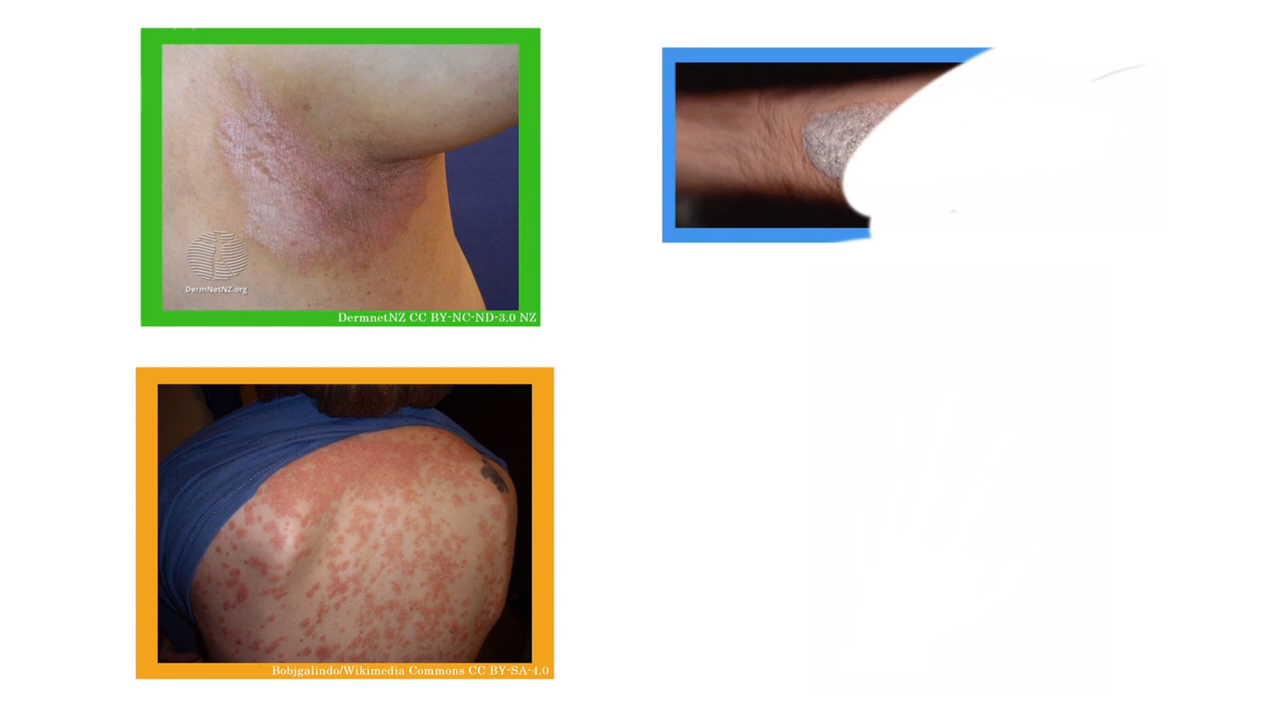 DermNetNZ.org
DermnetNZ CC BY-NC-ND-3.0 NZ
Bobjgalindo/Wikimedia Commons CC BY-SA-4.0